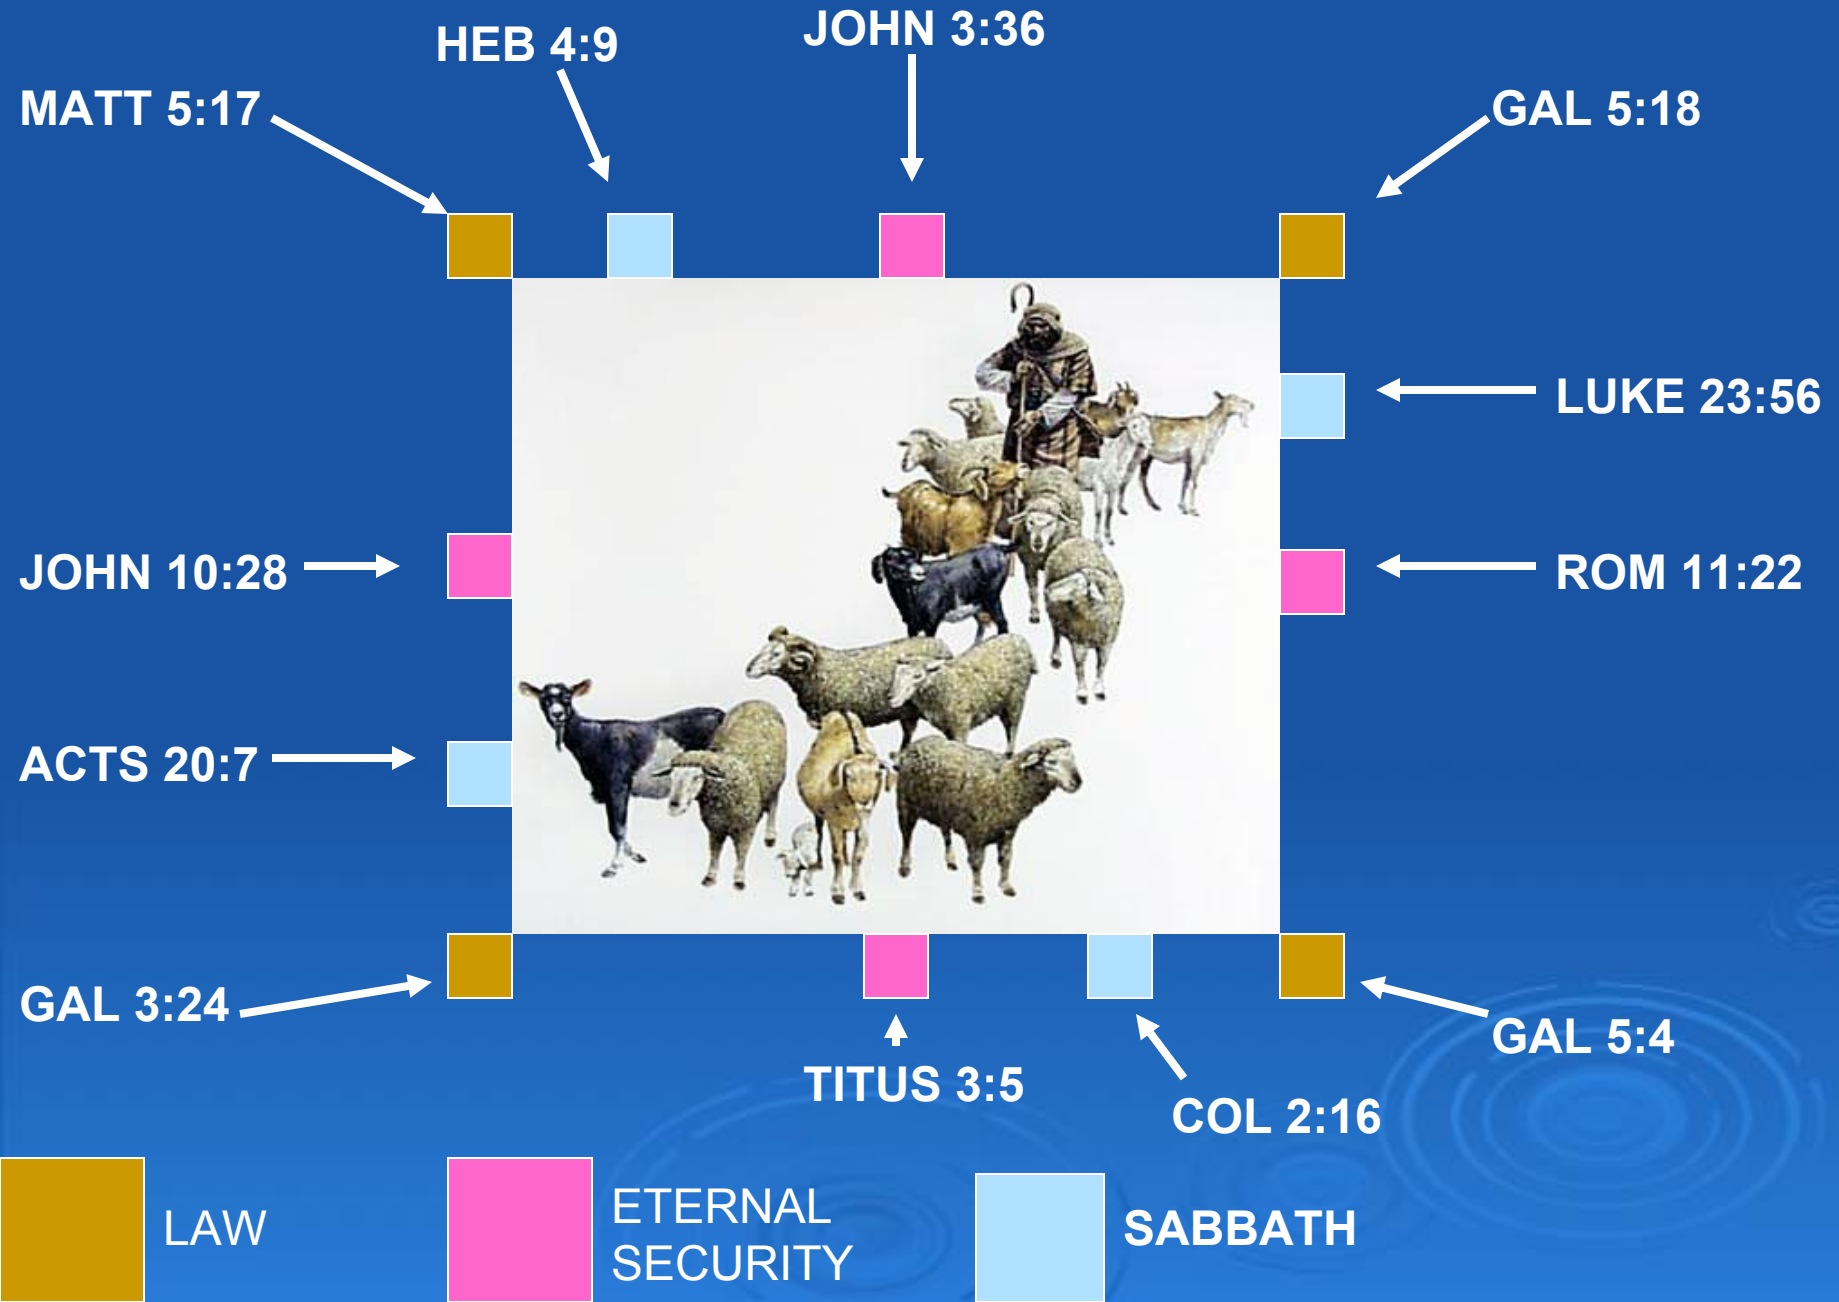 HEB 4:9
JOHN 3:36
MATT 5:17
GAL 5:18
LUKE 23:56
JOHN 10:28
ROM 11:22
ACTS 20:7
GAL 3:24
GAL 5:4
TITUS 3:5
COL 2:16
LAW
ETERNAL
SECURITY
SABBATH